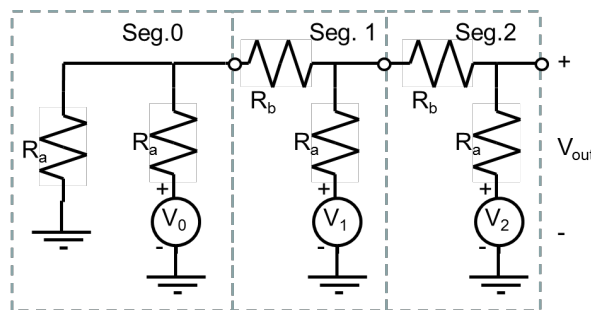 Seg.0 Seg. 1 Seg.2
+
R_b R_b
R_a R_a R_a R_a V_out
+ + +
V_0 V_1 V_2
- - - -